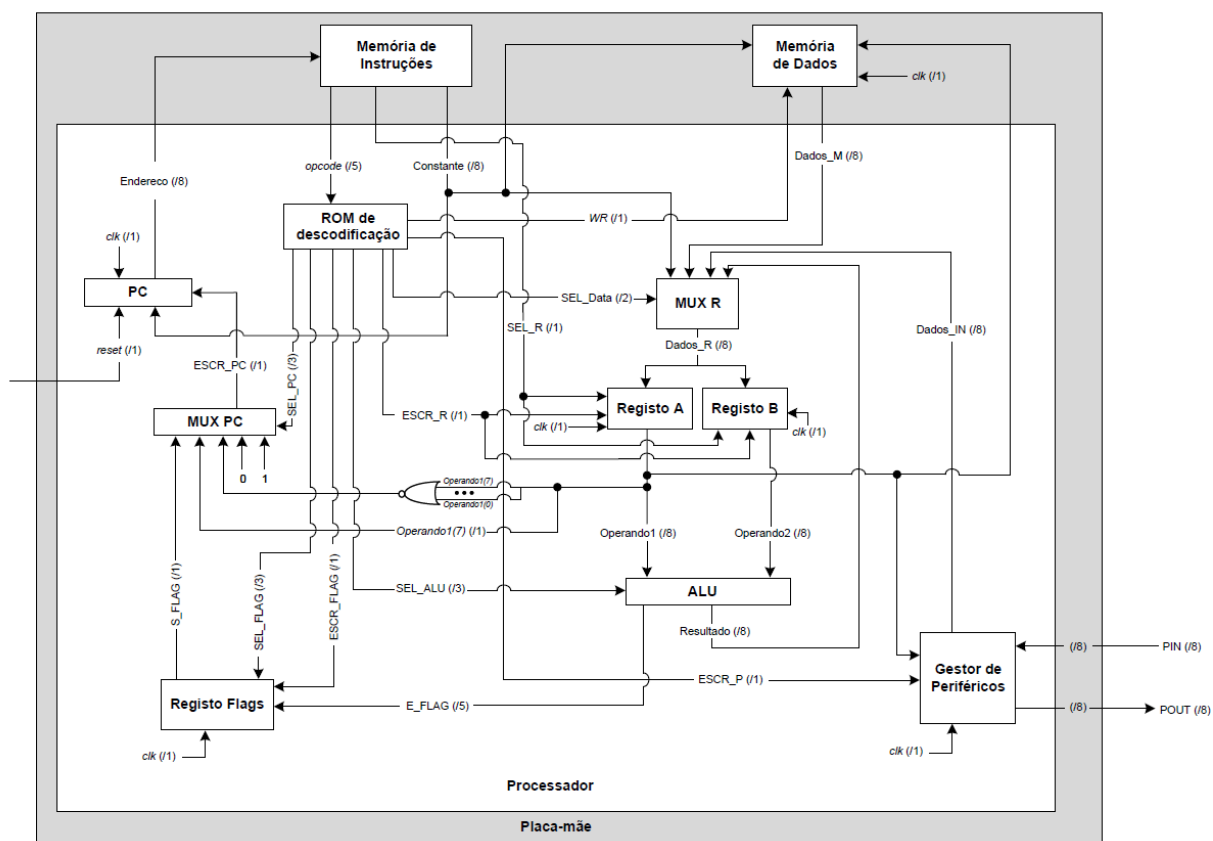 Memória de
Instruções
Memória
de Dados
clk (/1)
Dados_M (/8)
opcode (/5)
Constante (/8)
Endereco (/8)
ROM de
descodificação
WR (/1)
clk (/1)
PC
MUX R
SEL_Data (/2)
SEL_R (/1)
Dados_IN (/8)
reset (/1)
Dados_R (/8)
ESCR_PC (/1)
SEL_PC (/3)
Registo A
Registo B
ESCR_R (/1)
clk (/1)
clk (/1)
MUX PC
0
1
Operando1(7)
•••
Operando1(0)
Operando1(7) (/1)
Operando1 (/8)
Operando2 (/8)
SEL_ALU (/3)
ALU
S_FLAG (/1)
SEL_FLAG (/3)
ESCR_FLAG (/1)
Resultado (/8)
(/8)
PIN (/8)
Gestor de
Periféricos
ESCR_P (/1)
Registo Flags
E_FLAG (/5)
(/8)
POUT (/8)
clk (/1)
clk (/1)
Processador
Placa-mãe